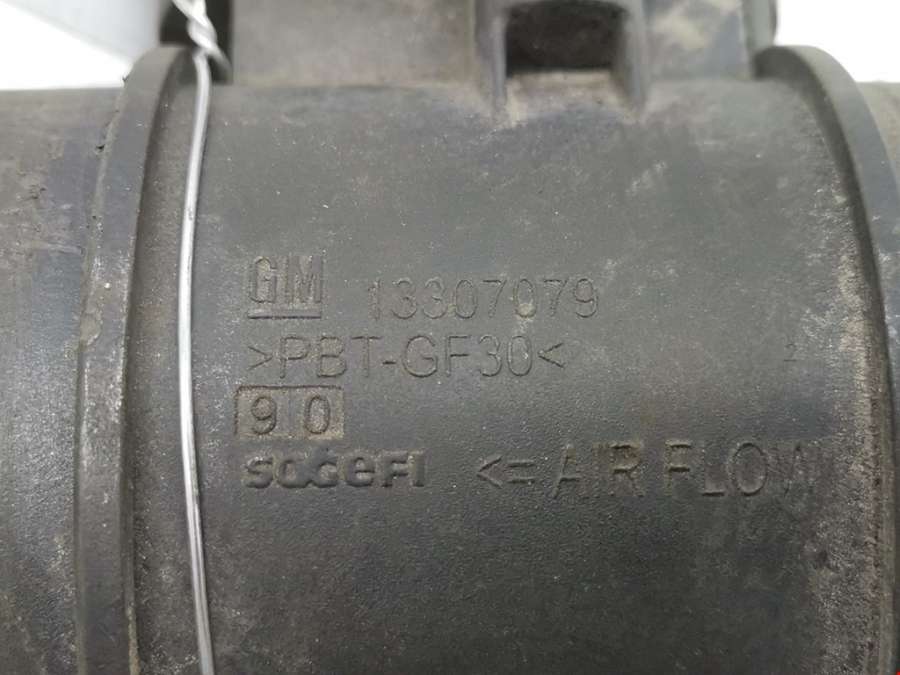 GM 13307079
>PBT-GF30<
90
SOGEFI <= AIR FLOW